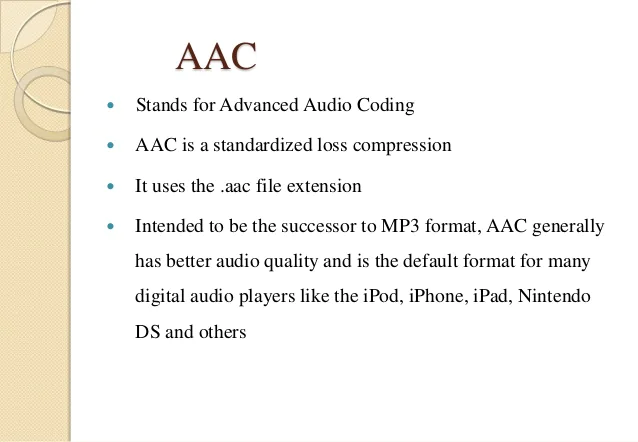 AAC
Stands for Advanced Audio Coding
AAC is a standardized loss compression
It uses the .aac file extension
Intended to be the successor to MP3 format, AAC generally
has better audio quality and is the default format for many
digital audio players like the iPod, iPhone, iPad, Nintendo
DS and others